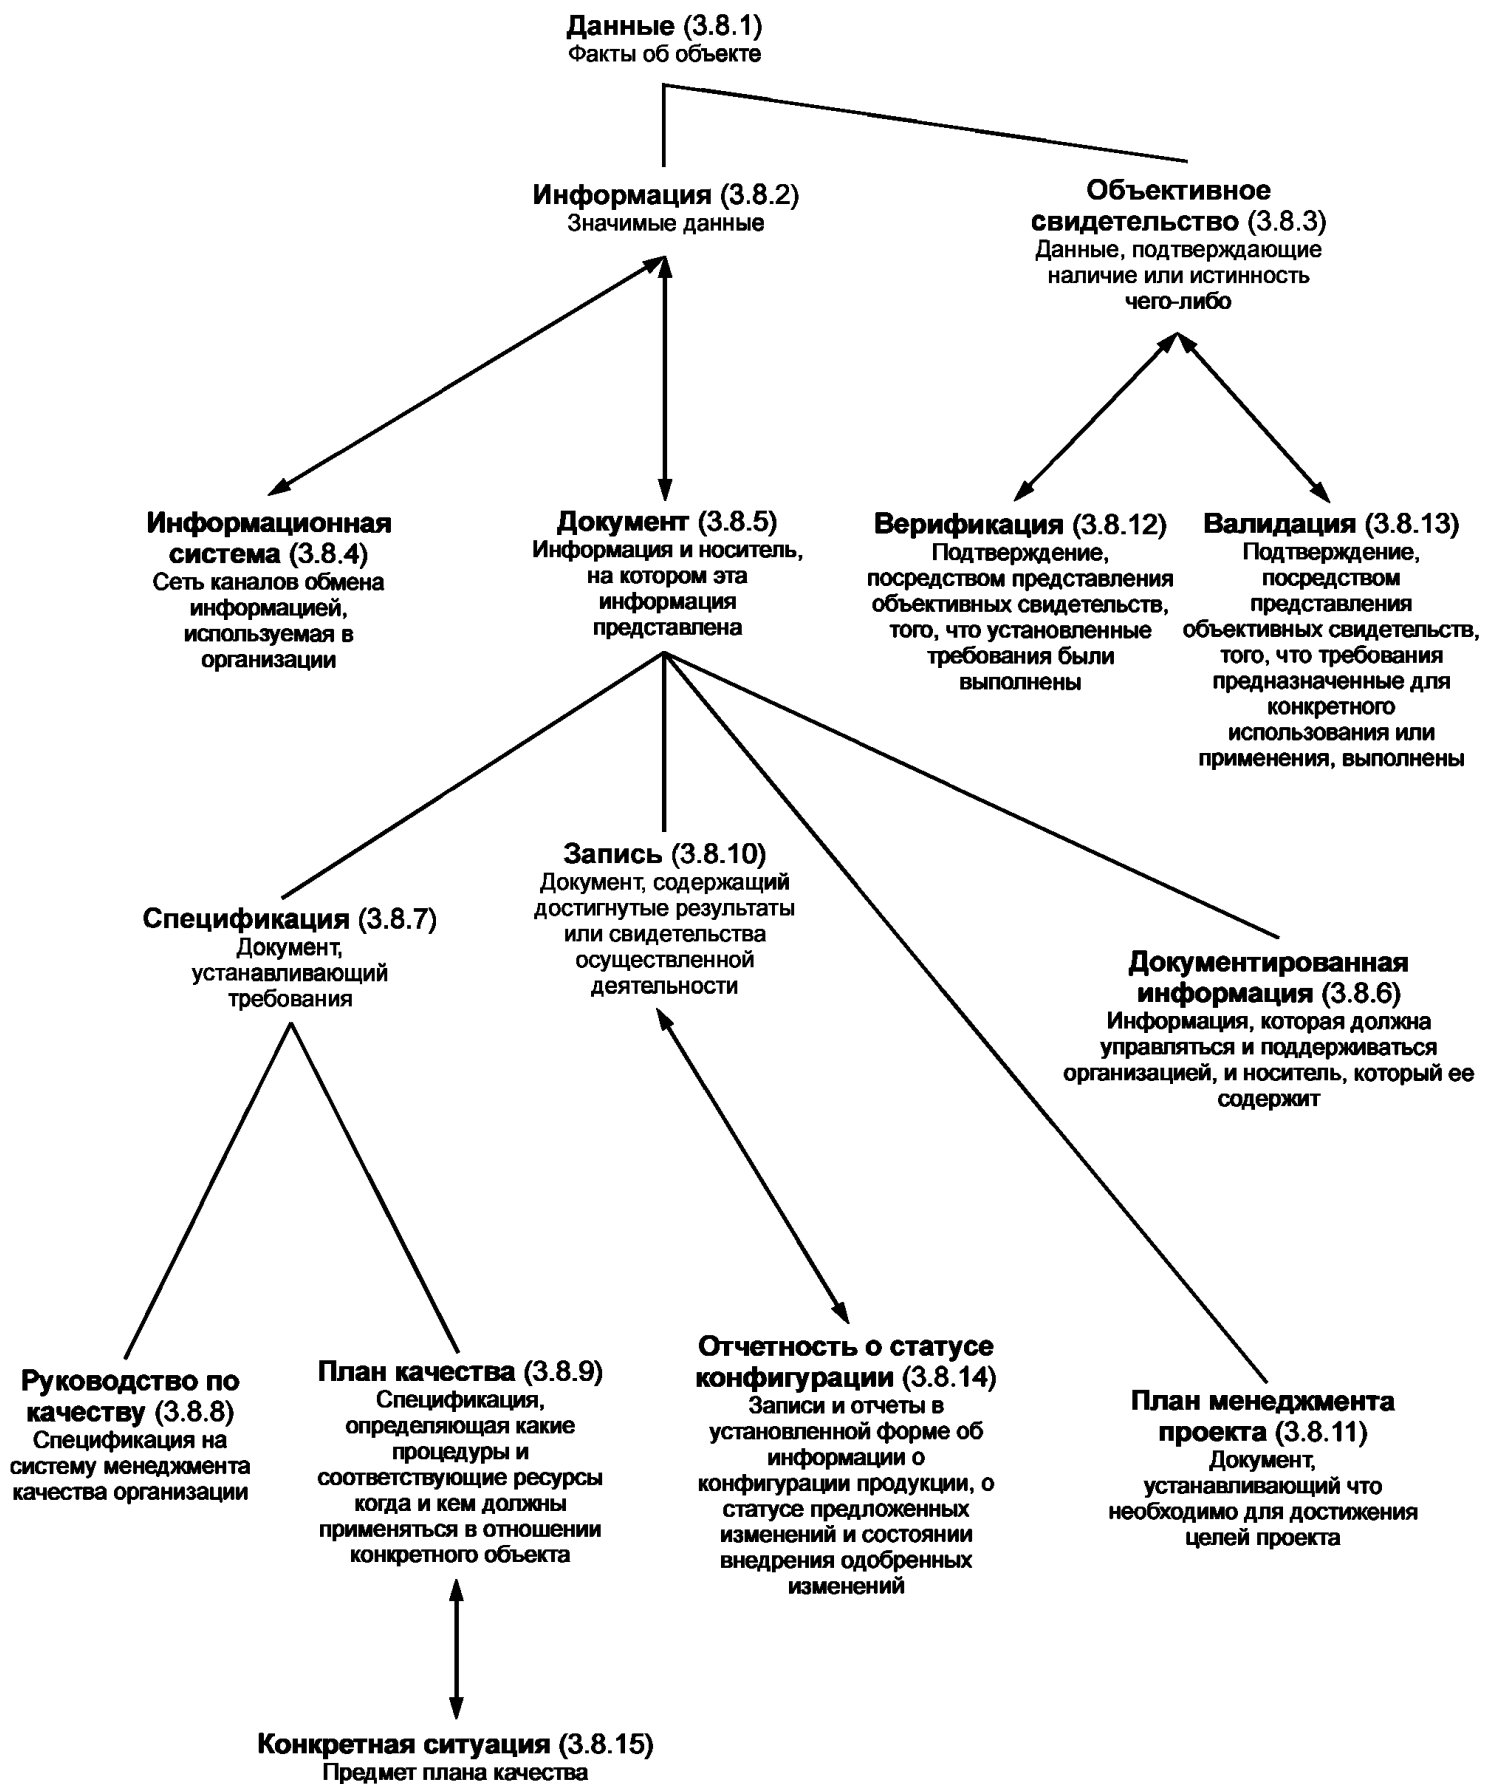 Данные (3.8.1)
Факты об объекте
Информация (3.8.2)
Значимые данные
Объективное
свидетельство (3.8.3)
Данные, подтверждающие
наличие или истинность
чего-либо
Информационная
система (3.8.4)
Сеть каналов обмена
информацией,
используемая в
организации
Документ (3.8.5)
Информация и носитель,
на котором эта
информация
представлена
Верификация (3.8.12)
Подтверждение,
посредством представления
объективных свидетельств,
того, что установленные
требования были
выполнены
Валидация (3.8.13)
Подтверждение,
посредством
представления
объективных свидетельств,
того, что требования
предназначенные для
конкретного
использования или
применения, выполнены
Спецификация (3.8.7)
Документ,
устанавливающий
требования
Запись (3.8.10)
Документ, содержащий
достигнутые результаты
или свидетельства
осуществленной
деятельности
Документированная
информация (3.8.6)
Информация, которая должна
управляться и поддерживаться
организацией, и носитель, который ее
содержит
Руководство по
качеству (3.8.8)
Спецификация на
систему менеджмента
качества организации
План качества (3.8.9)
Спецификация,
определяющая какие
процедуры и
соответствующие ресурсы
когда и кем должны
применяться в отношении
конкретного объекта
Отчетность о статусе
конфигурации (3.8.14)
Записи и отчеты в
установленной форме об
информации о
конфигурации продукции, о
статусе предложенных
изменений и состоянии
внедрения одобренных
изменений
План менеджмента
проекта (3.8.11)
Документ,
устанавливающий что
необходимо для достижения
целей проекта
Конкретная ситуация (3.8.15)
Предмет плана качества